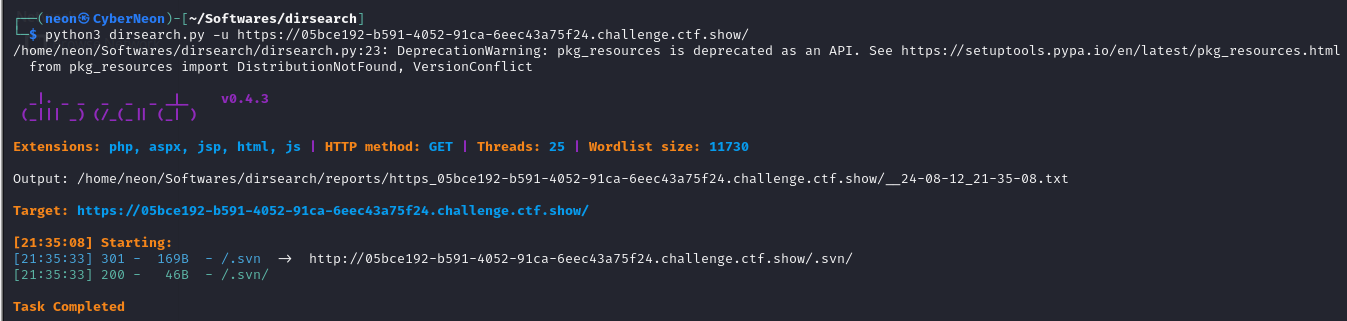 ┌──(neon㉿CyberNeon)-[~/Softwares/dirsearch]
└─$ python3 dirsearch.py -u https://05bce192-b591-4052-91ca-6eec43a75f24.challenge.ctf.show/
/home/neon/Softwares/dirsearch/dirsearch.py:23: DeprecationWarning: pkg_resources is deprecated as an API. See https://setuptools.pypa.io/en/latest/pkg_resources.html
  from pkg_resources import DistributionNotFound, VersionConflict
  _|. _ _  _  _  _ _|_    v0.4.3
 (_||| _) (/_(_|| (_| )
Extensions: php, aspx, jsp, html, js | HTTP method: GET | Threads: 25 | Wordlist size: 11730
Output: /home/neon/Softwares/dirsearch/reports/https_05bce192-b591-4052-91ca-6eec43a75f24.challenge.ctf.show/__24-08-12_21-35-08.txt
Target: https://05bce192-b591-4052-91ca-6eec43a75f24.challenge.ctf.show/
[21:35:08] Starting:
[21:35:33] 301 -  169B  - /.svn  ->  http://05bce192-b591-4052-91ca-6eec43a75f24.challenge.ctf.show/.svn/
[21:35:33] 200 -   46B  - /.svn/
Task Completed